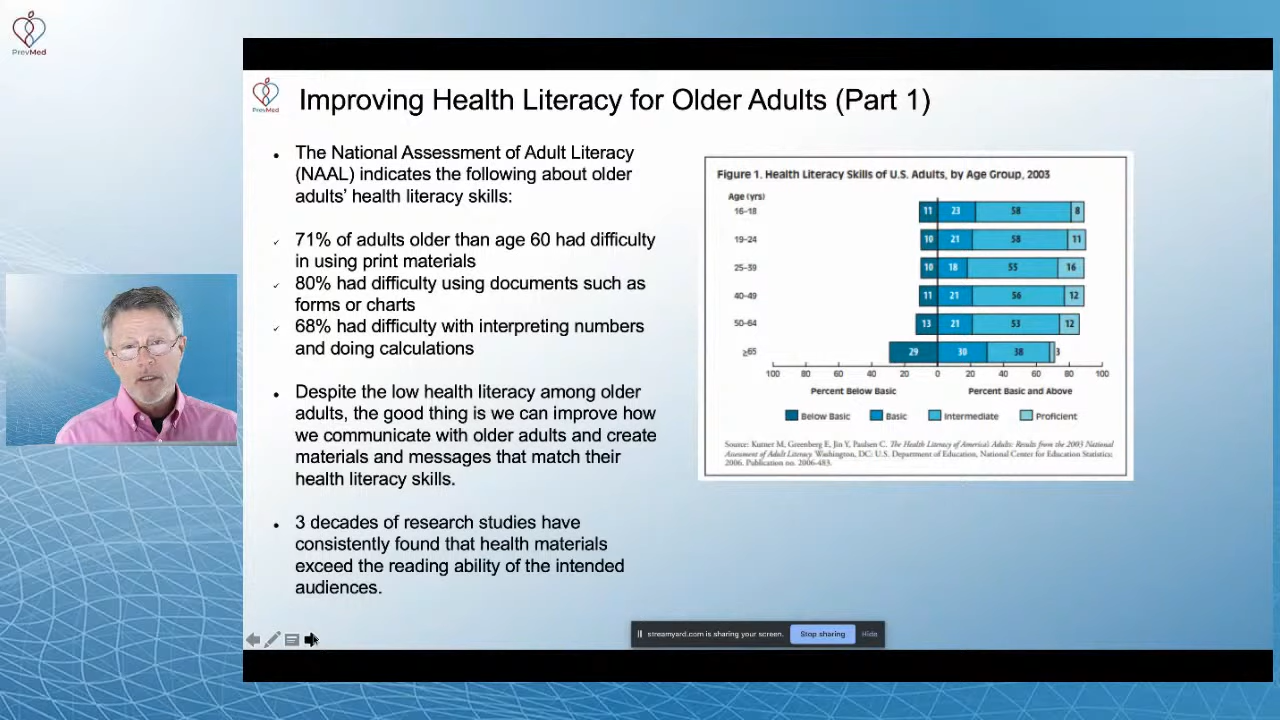 PrevMed
PrevMed
Improving Health Literacy for Older Adults (Part 1)
• The National Assessment of Adult Literacy
(NAAL) indicates the following about older
adults’ health literacy skills:
✓ 71% of adults older than age 60 had difficulty
in using print materials
✓ 80% had difficulty using documents such as
forms or charts
✓ 68% had difficulty with interpreting numbers
and doing calculations
• Despite the low health literacy among older
adults, the good thing is we can improve how
we communicate with older adults and create
materials and messages that match their
health literacy skills.
• 3 decades of research studies have
consistently found that health materials
exceed the reading ability of the intended
audiences.
Figure 1. Health Literacy Skills of U.S. Adults, by Age Group, 2003
Age (yrs)
16–18 11 23 58 8
19–24 10 21 58 11
25–39 10 18 55 16
40–49 11 21 56 12
50–64 13 21 53 12
≥65 29 30 38 3
100 80 60 40 20 0 20 40 60 80 100
Percent Below Basic Percent Basic and Above
Below Basic Basic Intermediate Proficient
Source: Kutner M, Greenberg E, Jin Y, Paulsen C. The Health Literacy of America's Adults: Results from the 2003 National
Assessment of Adult Literacy. Washington, DC: U.S. Department of Education, National Center for Education Statistics;
2006. Publication no. 2006-483.
streamyard.com is sharing your screen. Stop sharing Hide